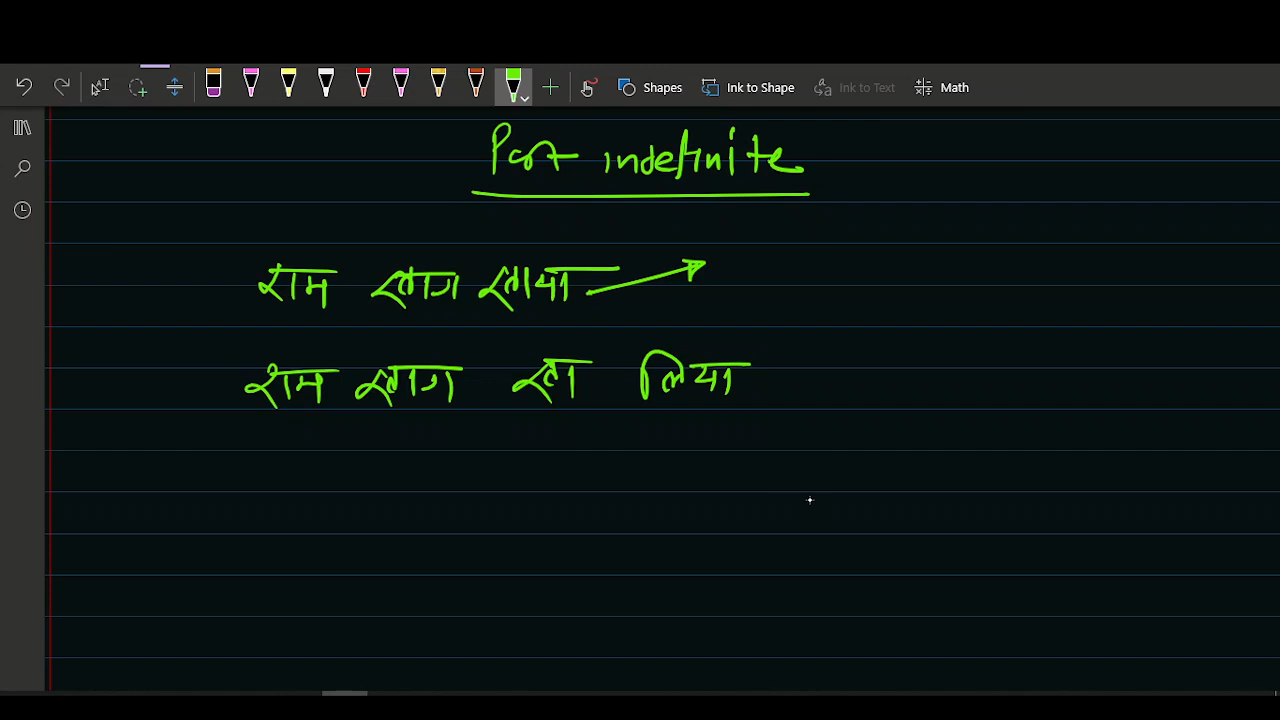 Shapes Ink to Shape Ink to Text Math
Past indefinite
राम खाना खाया
राम खाना खा लिया